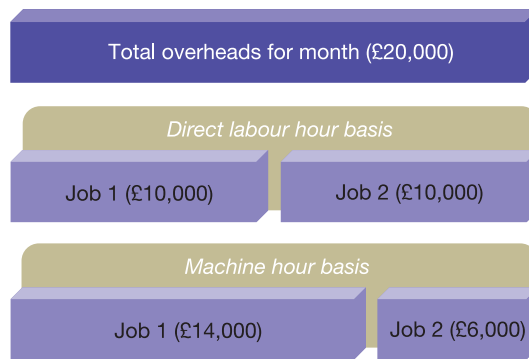 Total overheads for month (£20,000)
Direct labour hour basis
Job 1 (£10,000) Job 2 (£10,000)
Machine hour basis
Job 1 (£14,000) Job 2 (£6,000)